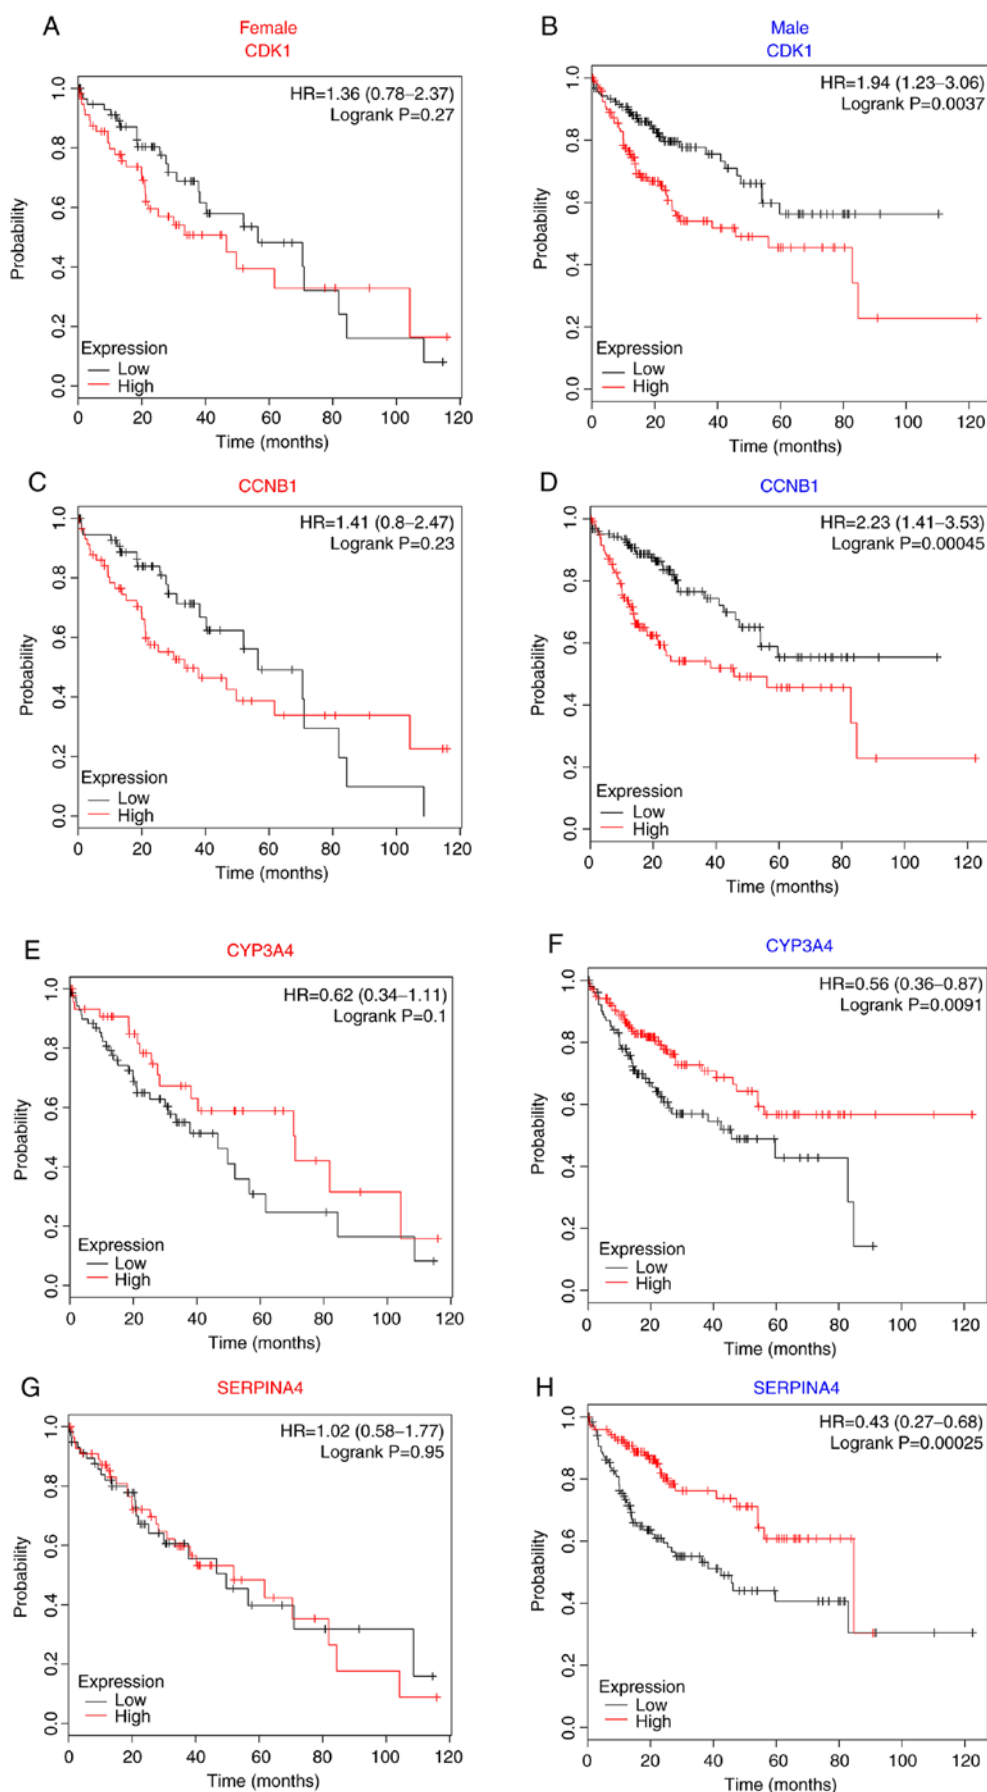 A
Female
CDK1
HR=1.36 (0.78–2.37)
Logrank P=0.27
Probability
1.0
0.8
0.6
0.4
0.2
0.0
Expression
Low
High
0 20 40 60 80 100 120
Time (months)
B
Male
CDK1
HR=1.94 (1.23–3.06)
Logrank P=0.0037
Probability
1.0
0.8
0.6
0.4
0.2
0.0
Expression
Low
High
0 20 40 60 80 100 120
Time (months)
C
CCNB1
HR=1.41 (0.8–2.47)
Logrank P=0.23
Probability
1.0
0.8
0.6
0.4
0.2
0.0
Expression
Low
High
0 20 40 60 80 100 120
Time (months)
D
CCNB1
HR=2.23 (1.41–3.53)
Logrank P=0.00045
Probability
1.0
0.8
0.6
0.4
0.2
0.0
Expression
Low
High
0 20 40 60 80 100 120
Time (months)
E
CYP3A4
HR=0.62 (0.34–1.11)
Logrank P=0.1
Probability
1.0
0.8
0.6
0.4
0.2
0.0
Expression
Low
High
0 20 40 60 80 100 120
Time (months)
F
CYP3A4
HR=0.56 (0.36–0.87)
Logrank P=0.0091
Probability
1.0
0.8
0.6
0.4
0.2
0.0
Expression
Low
High
0 20 40 60 80 100 120
Time (months)
G
SERPINA4
HR=1.02 (0.58–1.77)
Logrank P=0.95
Probability
1.0
0.8
0.6
0.4
0.2
0.0
Expression
Low
High
0 20 40 60 80 100 120
Time (months)
H
SERPINA4
HR=0.43 (0.27–0.68)
Logrank P=0.00025
Probability
1.0
0.8
0.6
0.4
0.2
0.0
Expression
Low
High
0 20 40 60 80 100 120
Time (months)